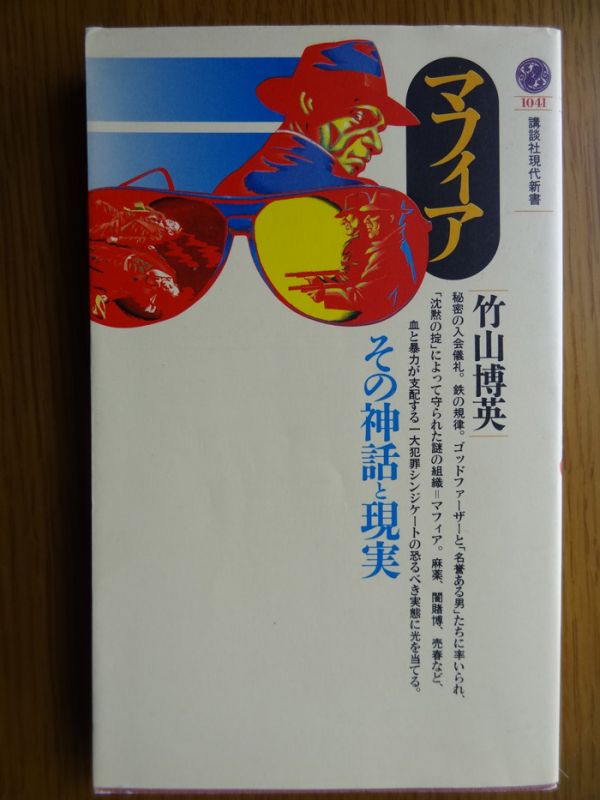 1041
講談社現代新書
マフィア
竹山博英
秘密の入会儀礼。鉄の規律。ゴッドファーザーと「名誉ある男」たちに率いられ、
「沈黙の掟」によって守られた謎の組織=マフィア。麻薬、闇賭博、売春など、
血と暴力が支配する一大犯罪シンジケートの恐るべき実態に光を当てる。
その神話と現実